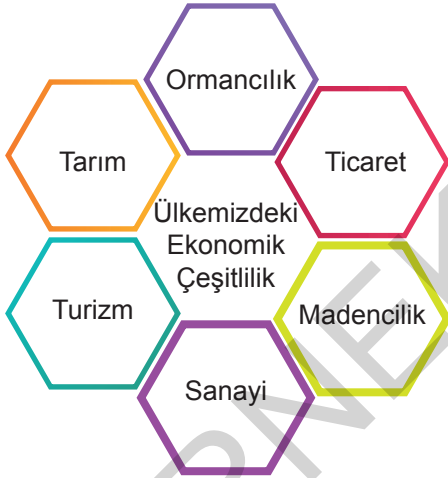 Ormancılık
Tarım
Ticaret
Ülkemizdeki
Ekonomik
Çeşitlilik
Turizm
Madencilik
Sanayi